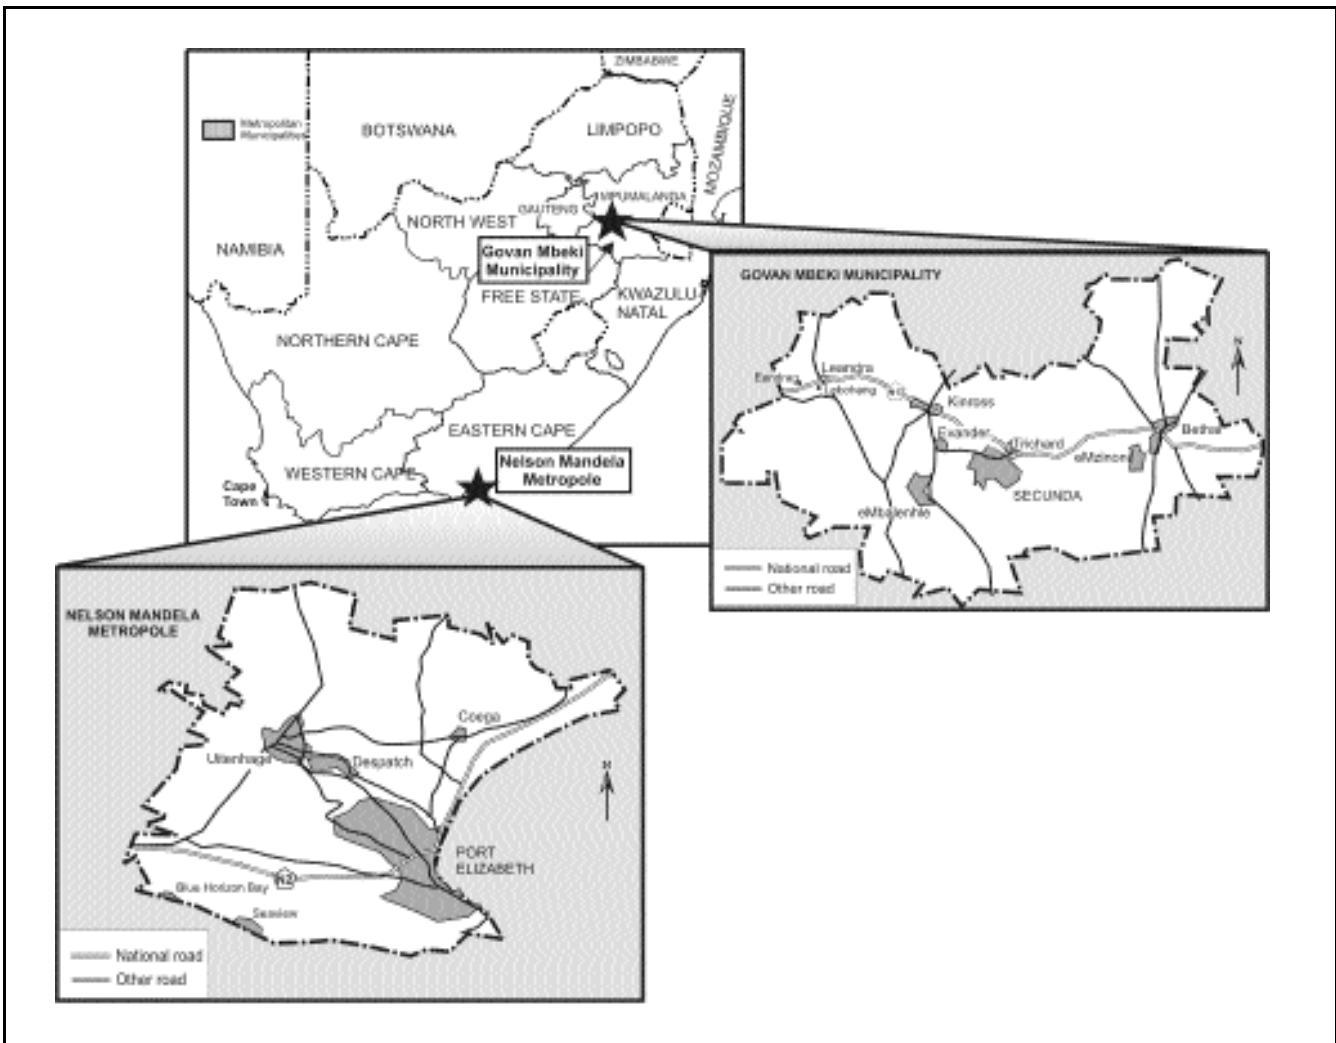 ZIMBABWE
Metropolitan
Municipalities
BOTSWANA
LIMPOPO
MOZAMBIQUE
MPUMALANGA
GAUTENG
NORTH WEST
NAMIBIA
Govan Mbeki
Municipality
FREE STATE
KWAZULU-
NATAL
NORTHERN CAPE
EASTERN CAPE
WESTERN CAPE
Nelson Mandela
Metropole
Cape
Town
GOVAN MBEKI MUNICIPALITY
N
Leandra
Kinross
Evander
Trichard
Bethal
eMzinoni
SECUNDA
eMbalenhle
National road
Other road
NELSON MANDELA
METROPOLE
Coega
Uitenhage
Despatch
N
PORT
ELIZABETH
N2
Blue Horizon Bay
Seaview
National road
Other road